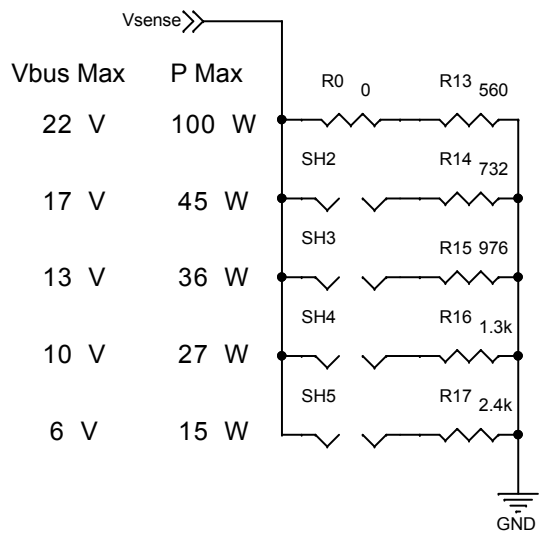 Vsense
Vbus Max P Max R0 0 R13 560
22 V 100 W
SH2 R14 732
17 V 45 W
SH3 R15 976
13 V 36 W
SH4 R16 1.3k
10 V 27 W
SH5 R17 2.4k
6 V 15 W
GND